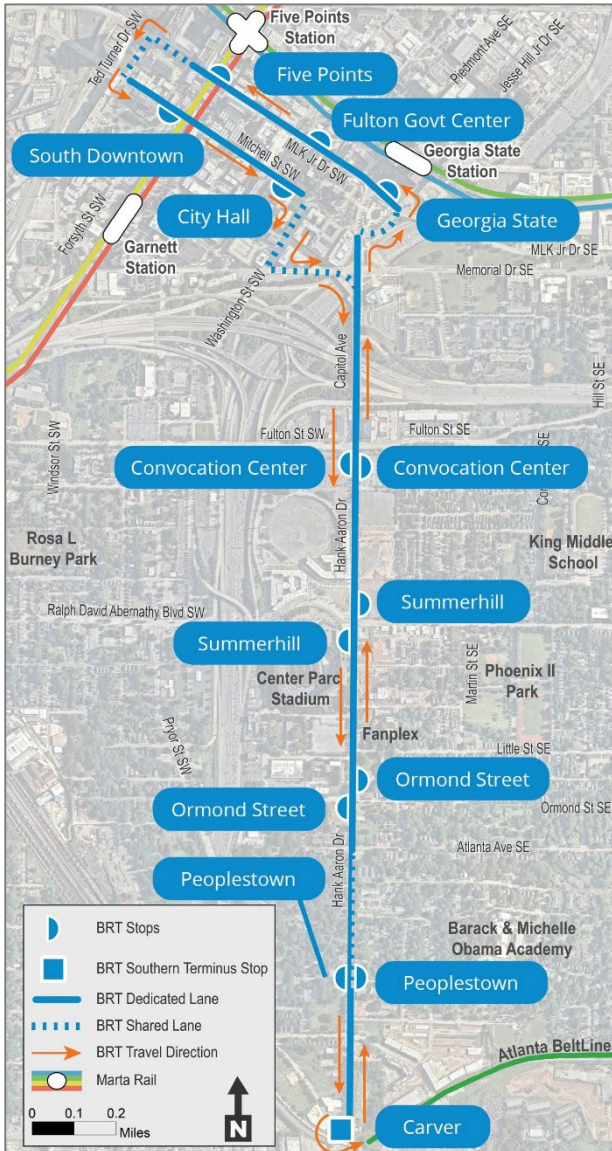 Five Points
Station
Ted Turner Dr SW
Piedmont Ave SE
Jesse Hill Jr Dr SE
Five Points
Fulton Govt Center
MLK Jr Dr SW
Georgia State
Station
South Downtown
Mitchell St SW
City Hall
Georgia State
Forsyth St SW
Garnett
Station
MLK Jr Dr SE
Memorial Dr SE
Washington St SW
Capitol Ave
Hill St SE
Windsor St SW
Fulton St SW
Fulton St SE
Convocation Center
Convocation Center
Hank Aaron Dr
Rosa L
Burney Park
King Middle
School
Summerhill
Ralph David Abernathy Blvd SW
Summerhill
Center Parc
Stadium
Martin St SE
Phoenix II
Park
Fanplex
Pryor St SW
Little St SE
Ormond Street
Ormond Street
Ormond St SE
Hank Aaron Dr
Atlanta Ave SE
Peoplestown
Barack & Michelle
Obama Academy
Peoplestown
Atlanta BeltLine
Carver
BRT Stops
BRT Southern Terminus Stop
BRT Dedicated Lane
BRT Shared Lane
BRT Travel Direction
Marta Rail
0 0.1 0.2
Miles
N